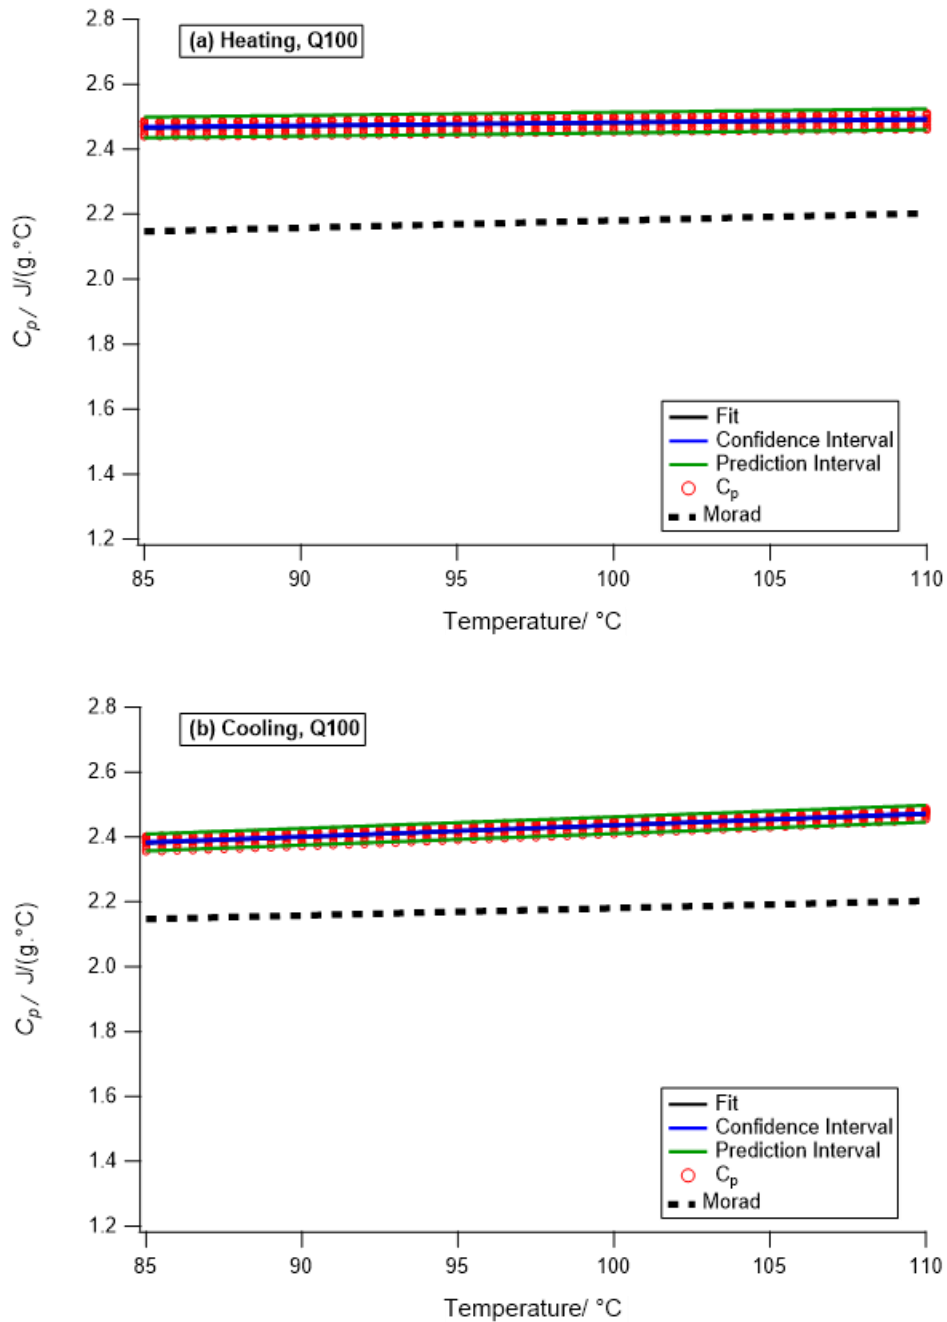 (a) Heating, Q100
2.8
2.6
2.4
2.2
2.0
1.8
1.6
1.4
1.2
Cp/ J/(g.°C)
Fit
Confidence Interval
Prediction Interval
Cp
Morad
85 90 95 100 105 110
Temperature/ °C
(b) Cooling, Q100
2.8
2.6
2.4
2.2
2.0
1.8
1.6
1.4
1.2
Cp/ J/(g.°C)
Fit
Confidence Interval
Prediction Interval
Cp
Morad
85 90 95 100 105 110
Temperature/ °C